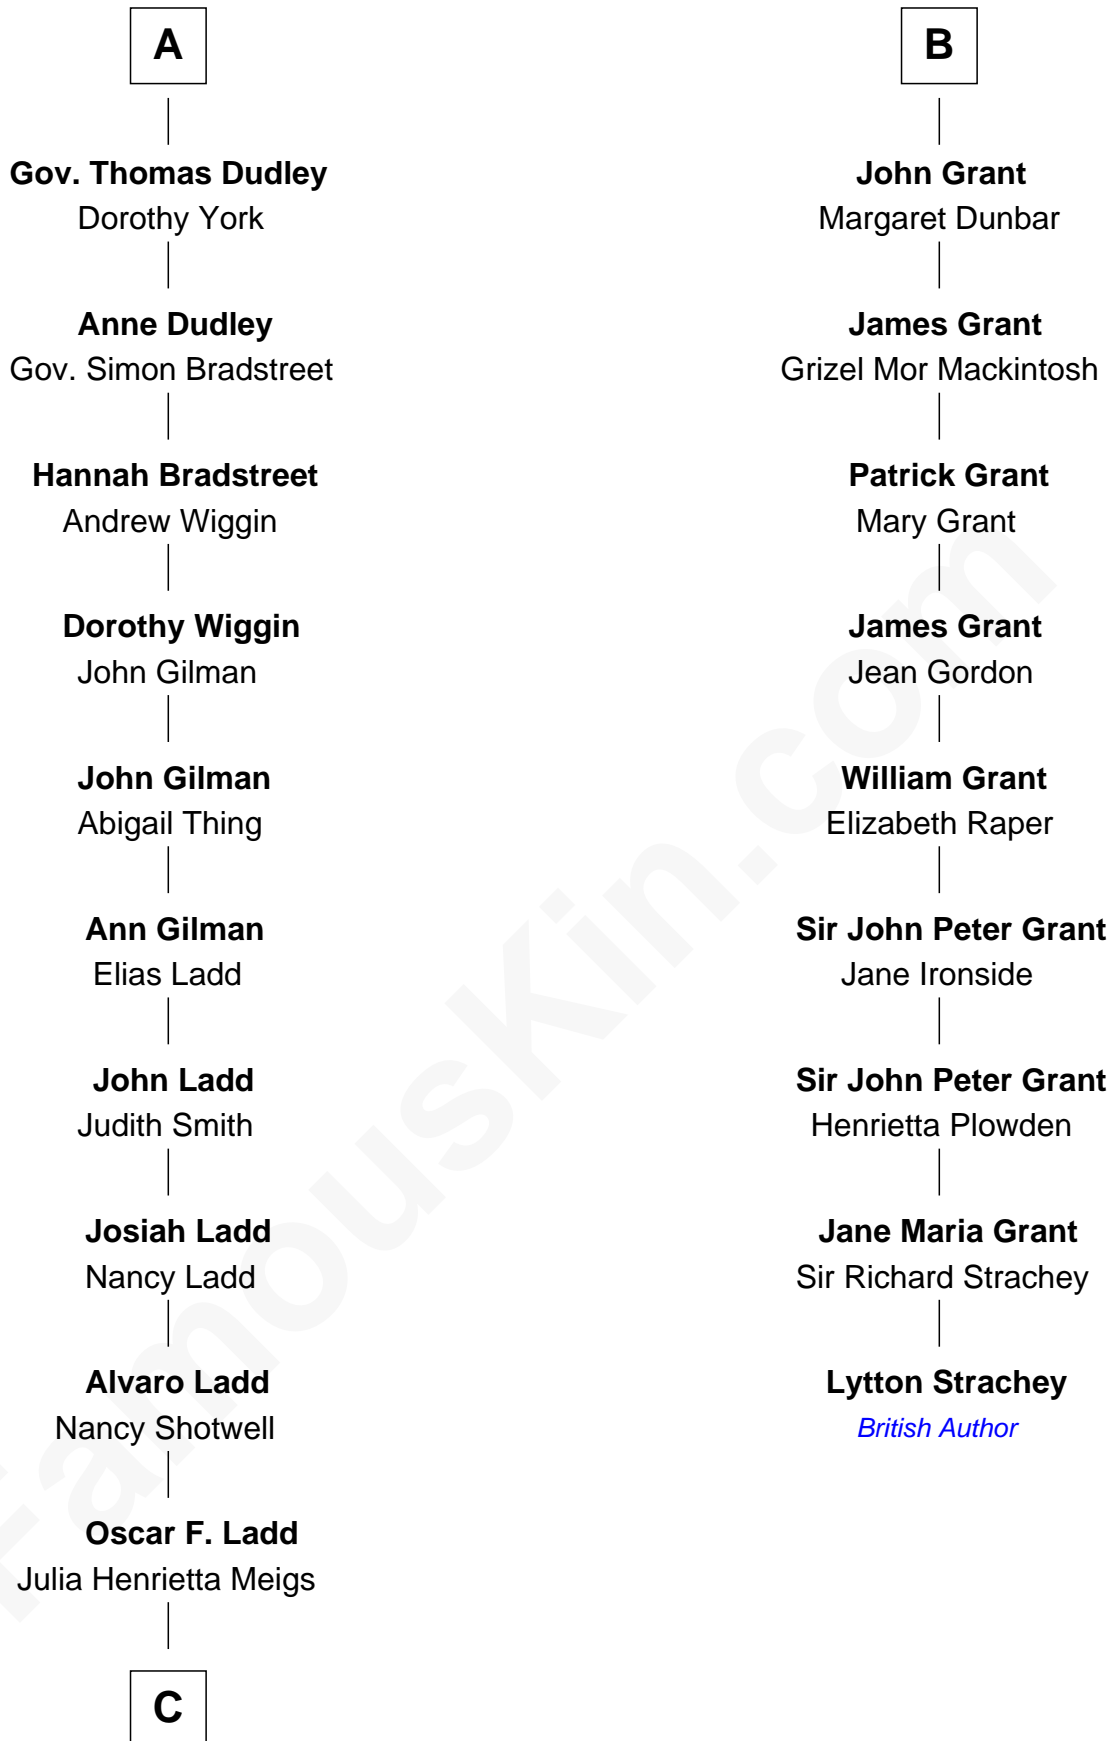 A
Gov. Thomas Dudley
Dorothy York
Anne Dudley
Gov. Simon Bradstreet
Hannah Bradstreet
Andrew Wiggin
Dorothy Wiggin
John Gilman
John Gilman
Abigail Thing
Ann Gilman
Elias Ladd
John Ladd
Judith Smith
Josiah Ladd
Nancy Ladd
Alvaro Ladd
Nancy Shotwell
Oscar F. Ladd
Julia Henrietta Meigs
C
B
John Grant
Margaret Dunbar
James Grant
Grizel Mor Mackintosh
Patrick Grant
Mary Grant
James Grant
Jean Gordon
William Grant
Elizabeth Raper
Sir John Peter Grant
Jane Ironside
Sir John Peter Grant
Henrietta Plowden
Jane Maria Grant
Sir Richard Strachey
Lytton Strachey
British Author
FamousKin.com